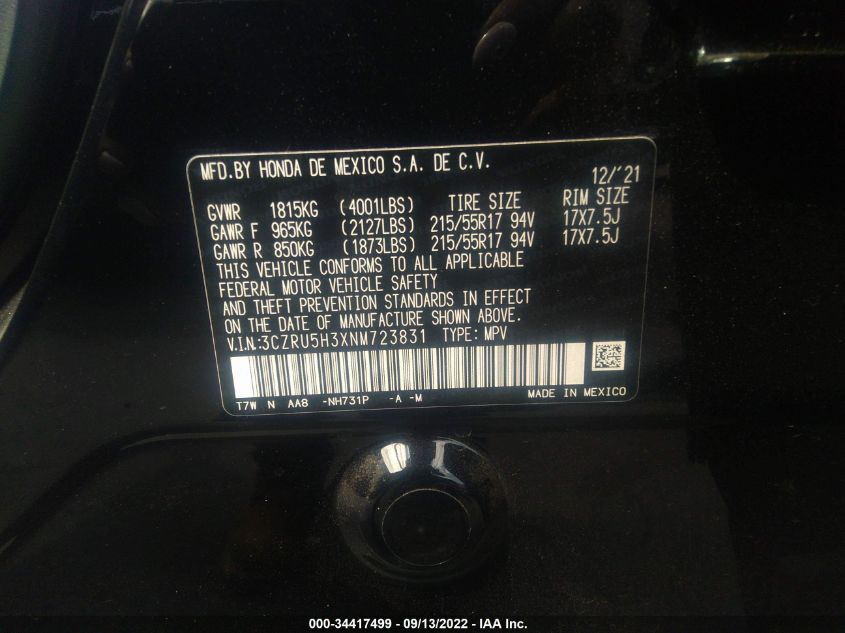 MFD.BY HONDA DE MEXICO S.A. DE C.V. 12/'21
GVWR 1815KG (4001LBS) TIRE SIZE RIM SIZE
GAWR F 965KG (2127LBS) 215/55R17 94V 17X7.5J
GAWR R 850KG (1873LBS) 215/55R17 94V 17X7.5J
THIS VEHICLE CONFORMS TO ALL APPLICABLE
FEDERAL MOTOR VEHICLE SAFETY
AND THEFT PREVENTION STANDARDS IN EFFECT
ON THE DATE OF MANUFACTURE SHOWN ABOVE.
V.I.N.:3CZRU5H3XNM723831 TYPE: MPV
T7W N AA8 -NH731P -A -M MADE IN MEXICO
000-34417499 - 09/13/2022 - IAA Inc.